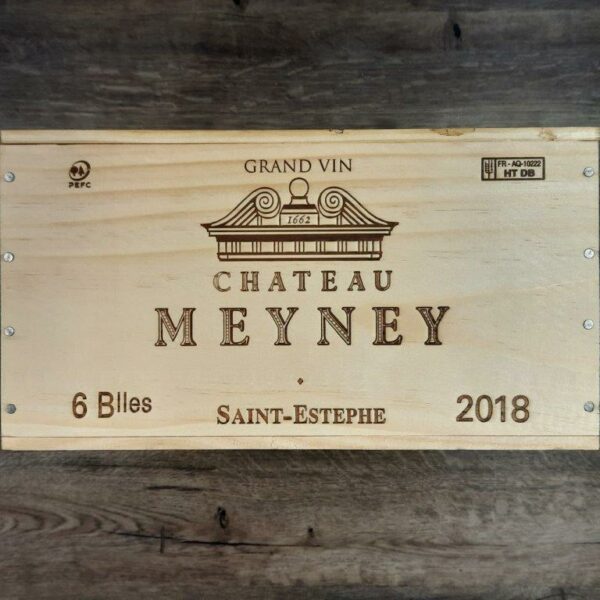 GRAND VIN
PEFC
FR - AQ-10222
HT DB
1662
CHATEAU
MEYNEY
6 Blles
SAINT-ESTEPHE
2018